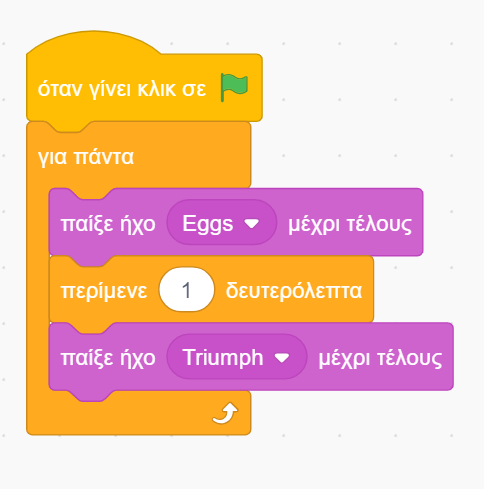 όταν γίνει κλικ σε
για πάντα
παίξε ήχο Eggs μέχρι τέλους
περίμενε 1 δευτερόλεπτα
παίξε ήχο Triumph μέχρι τέλους